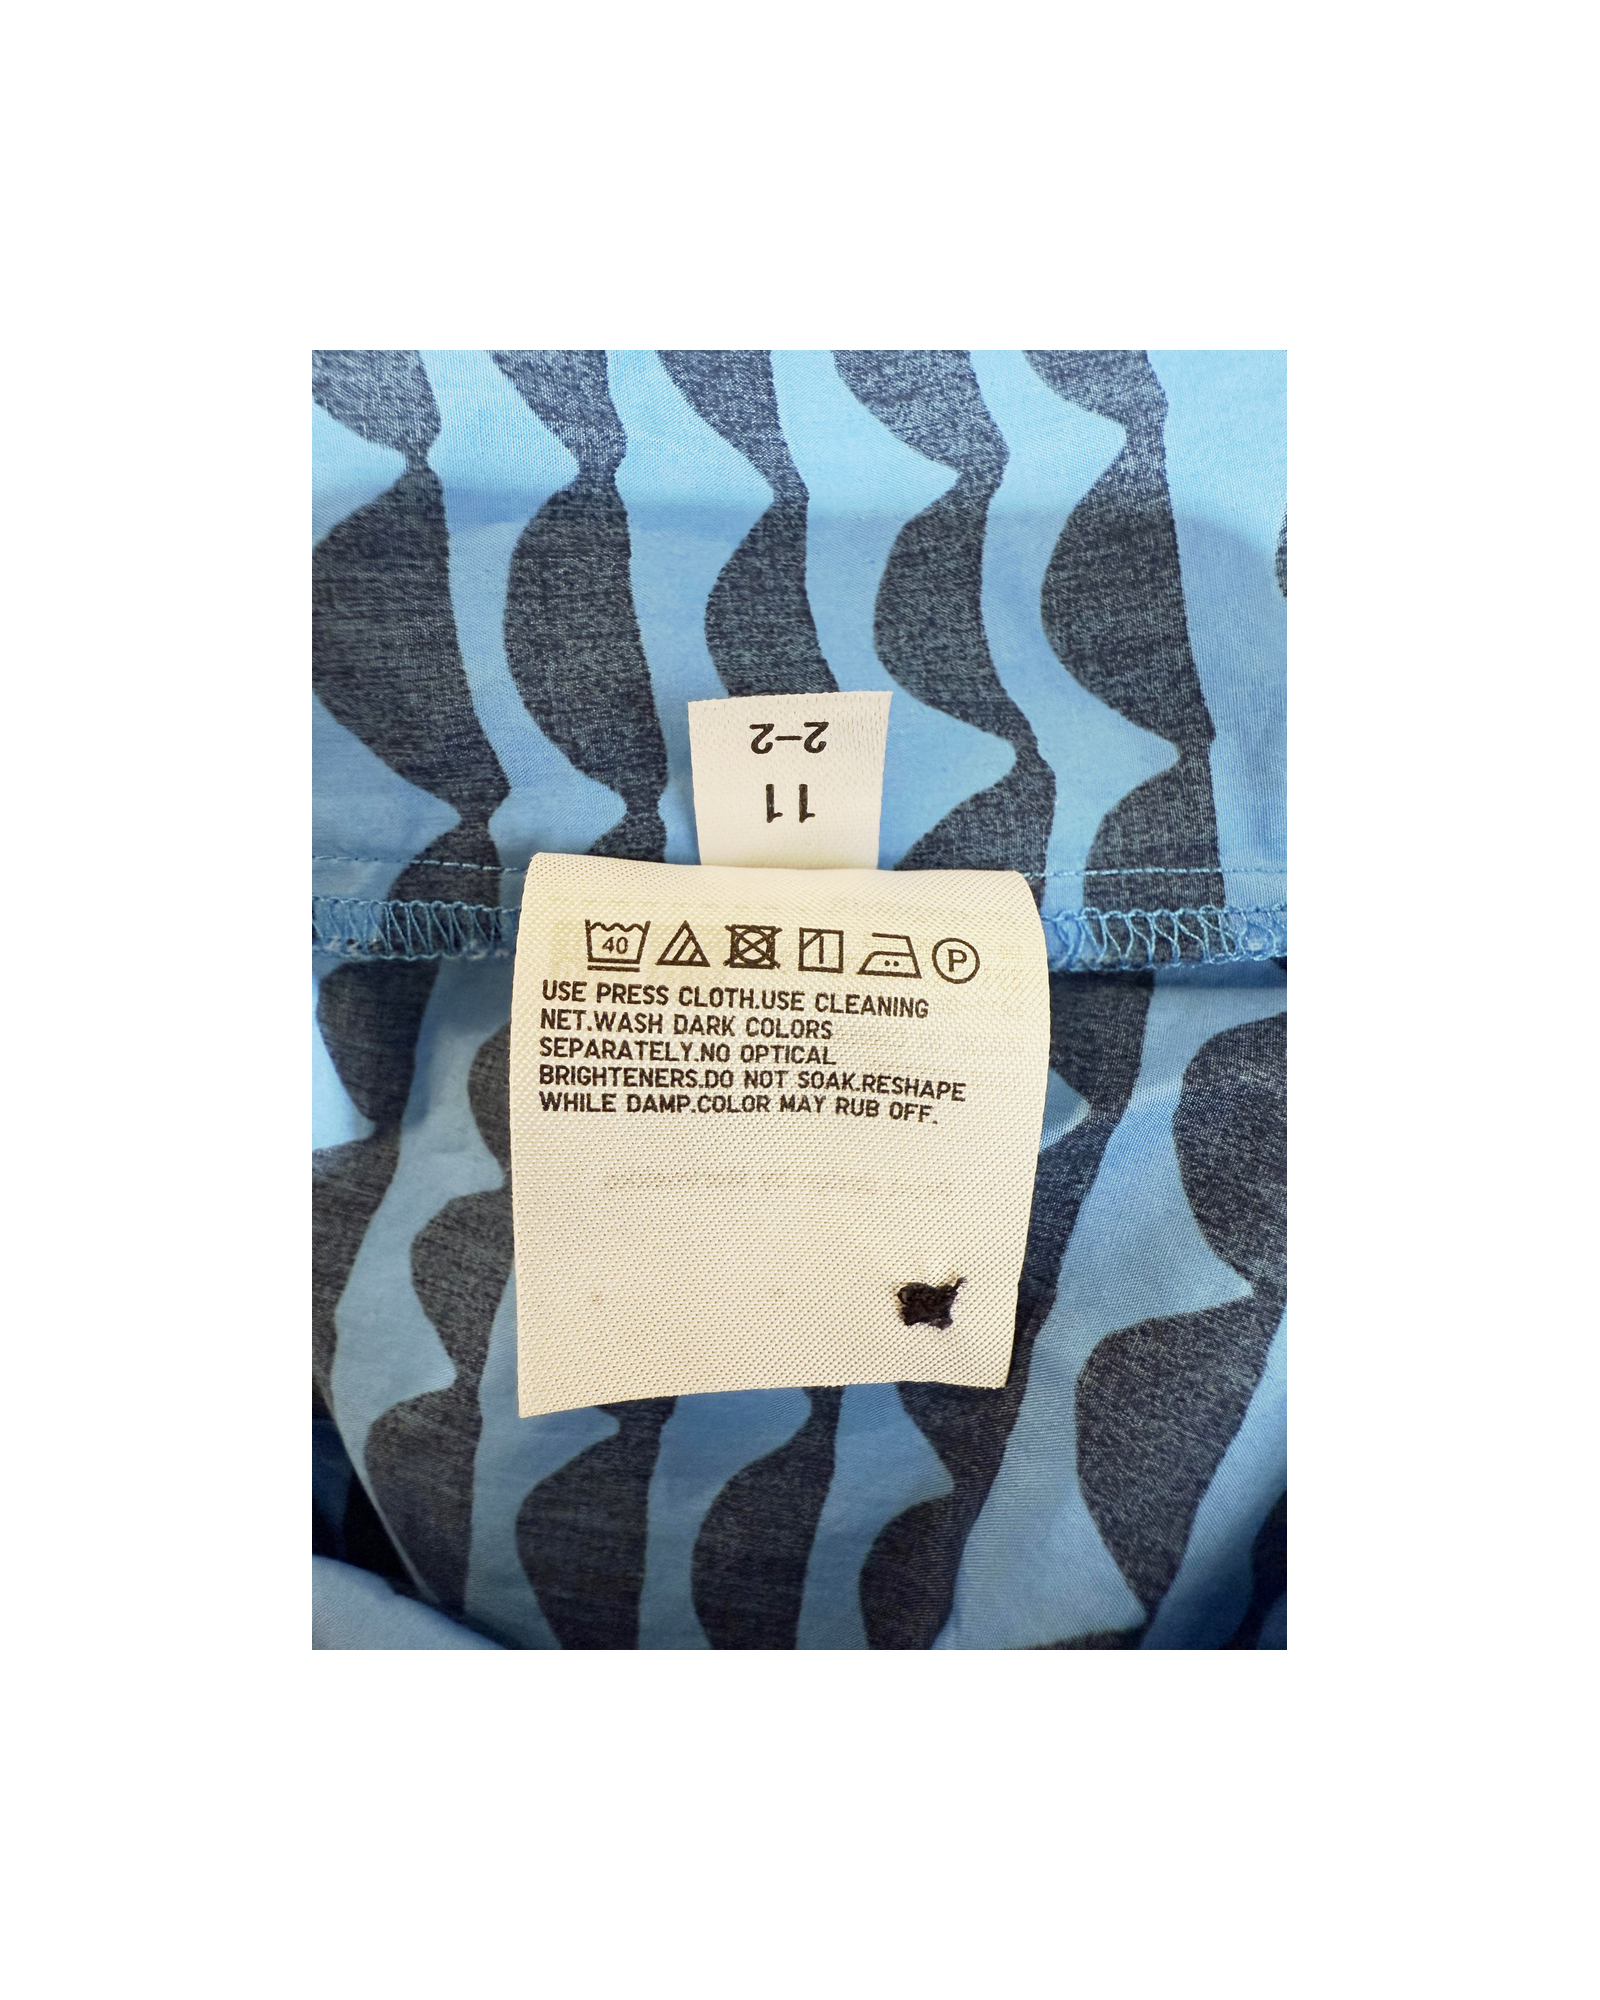 2-2
11
40
P
USE PRESS CLOTH.USE CLEANING
NET.WASH DARK COLORS
SEPARATELY.NO OPTICAL
BRIGHTENERS.DO NOT SOAK.RESHAPE
WHILE DAMP.COLOR MAY RUB OFF.